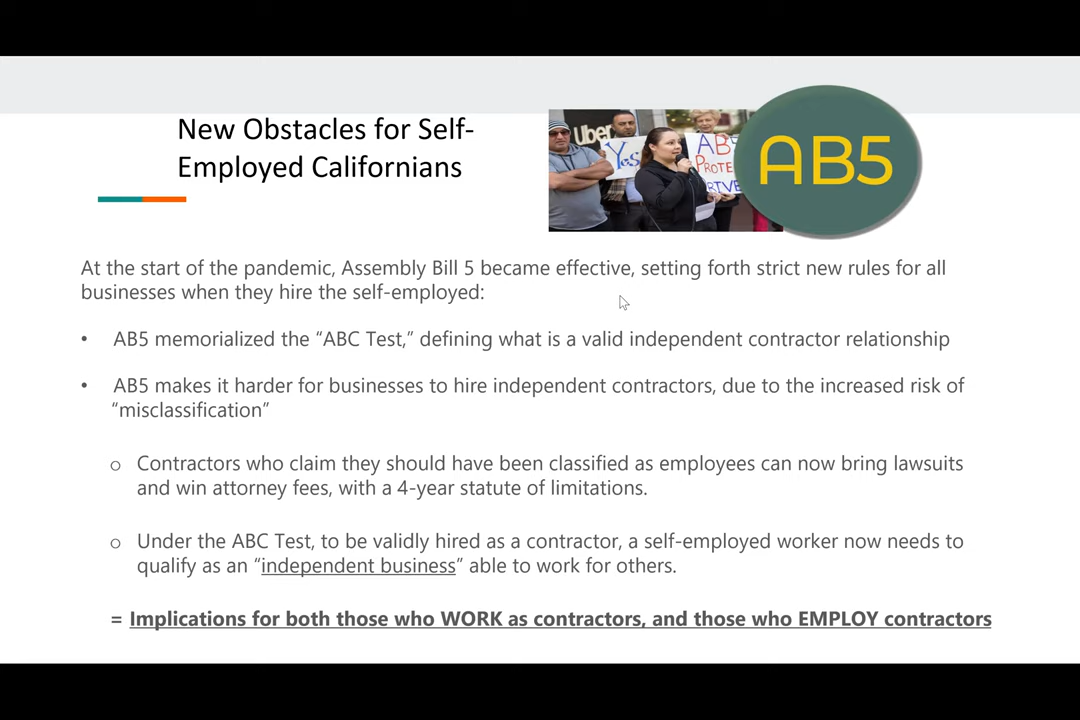 New Obstacles for Self-
Employed Californians
Uber
Yes
AB5
PROTE
AB5
At the start of the pandemic, Assembly Bill 5 became effective, setting forth strict new rules for all
businesses when they hire the self-employed:
• AB5 memorialized the “ABC Test,” defining what is a valid independent contractor relationship
• AB5 makes it harder for businesses to hire independent contractors, due to the increased risk of
“misclassification”
o Contractors who claim they should have been classified as employees can now bring lawsuits
and win attorney fees, with a 4-year statute of limitations.
o Under the ABC Test, to be validly hired as a contractor, a self-employed worker now needs to
qualify as an “independent business” able to work for others.
= Implications for both those who WORK as contractors, and those who EMPLOY contractors